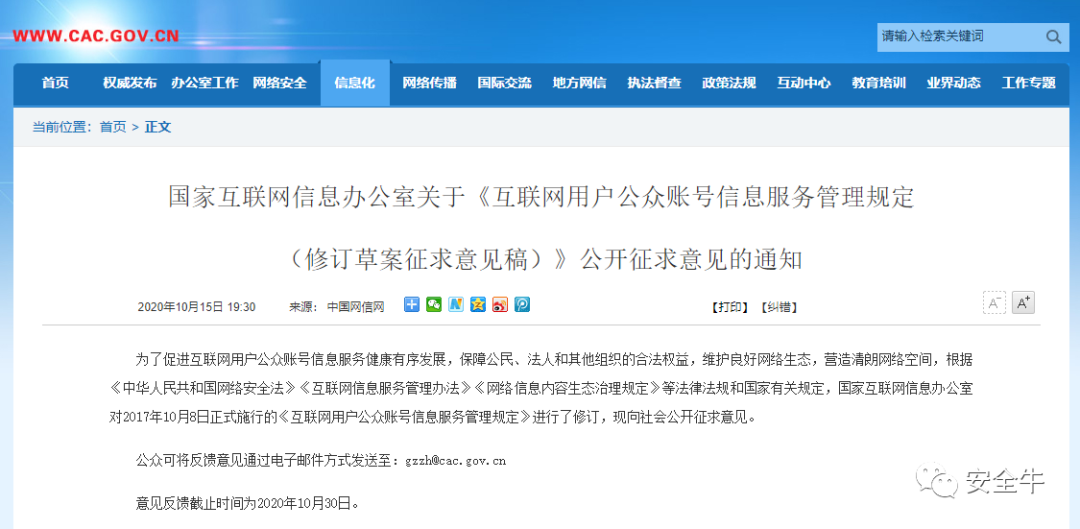 WWW.CAC.GOV.CN
请输入检索关键词
首页 权威发布 办公室工作 网络安全 信息化 网络传播 国际交流 地方网信 执法督查 政策法规 互动中心 教育培训 业界动态 工作专题
当前位置: 首页 > 正文
国家互联网信息办公室关于《互联网用户公众账号信息服务管理规定
（修订草案征求意见稿）》公开征求意见的通知
2020年10月15日 19:30 来源: 中国网信网 【打印】【纠错】 A- A+
为了促进互联网用户公众账号信息服务健康有序发展，保障公民、法人和其他组织的合法权益，维护良好网络生态，营造清朗网络空间，根据
《中华人民共和国网络安全法》《互联网信息服务管理办法》《网络信息内容生态治理规定》等法律法规和国家有关规定，国家互联网信息办公室
对2017年10月8日正式施行的《互联网用户公众账号信息服务管理规定》进行了修订，现向社会公开征求意见。
公众可将反馈意见通过电子邮件方式发送至：gzzh@cac.gov.cn
意见反馈截止时间为2020年10月30日。
安全牛